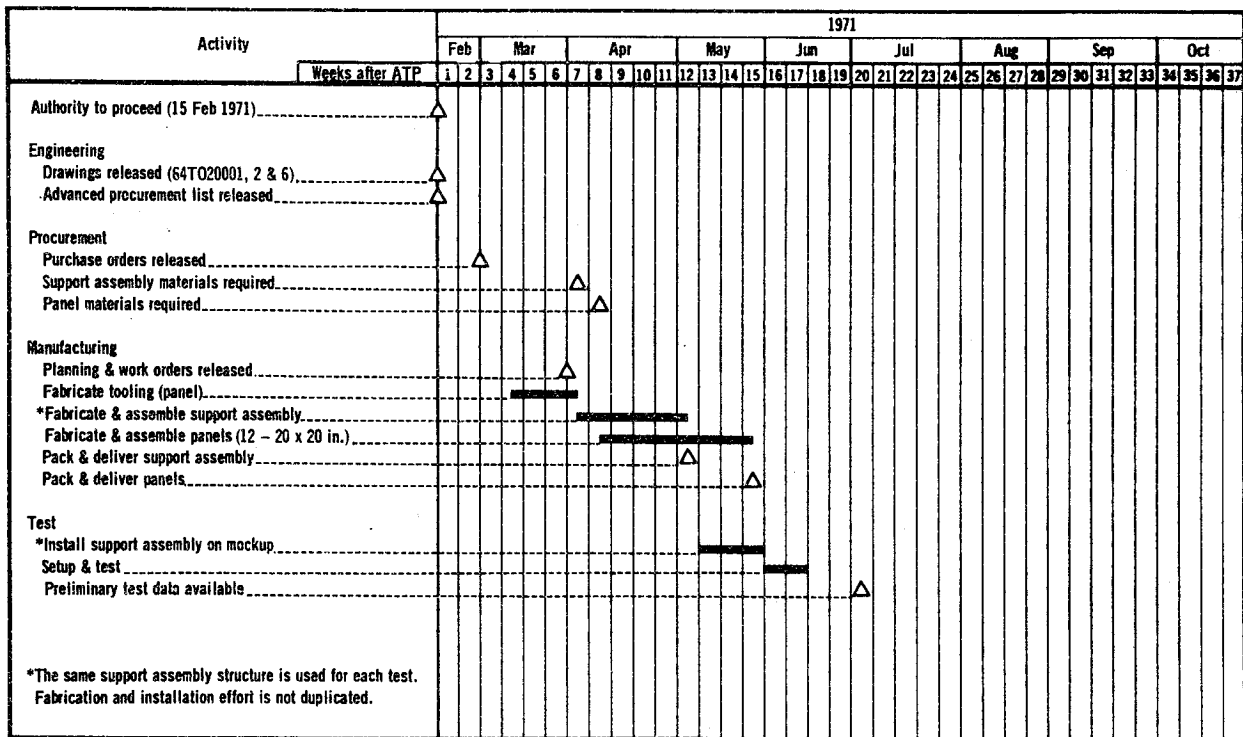 1971
Activity
Feb Mar Apr May Jun Jul Aug Sep Oct
Weeks after ATP 1 2 3 4 5 6 7 8 9 10 11 12 13 14 15 16 17 18 19 20 21 22 23 24 25 26 27 28 29 30 31 32 33 34 35 36 37
Authority to proceed (15 Feb 1971)
Engineering
Drawings released (64TO20001, 2 & 6)
Advanced procurement list released
Procurement
Purchase orders released
Support assembly materials required
Panel materials required
Manufacturing
Planning & work orders released
Fabricate tooling (panel)
*Fabricate & assemble support assembly
Fabricate & assemble panels (12 – 20 x 20 in.)
Pack & deliver support assembly
Pack & deliver panels
Test
*Install support assembly on mockup
Setup & test
Preliminary test data available
*The same support assembly structure is used for each test.
Fabrication and installation effort is not duplicated.